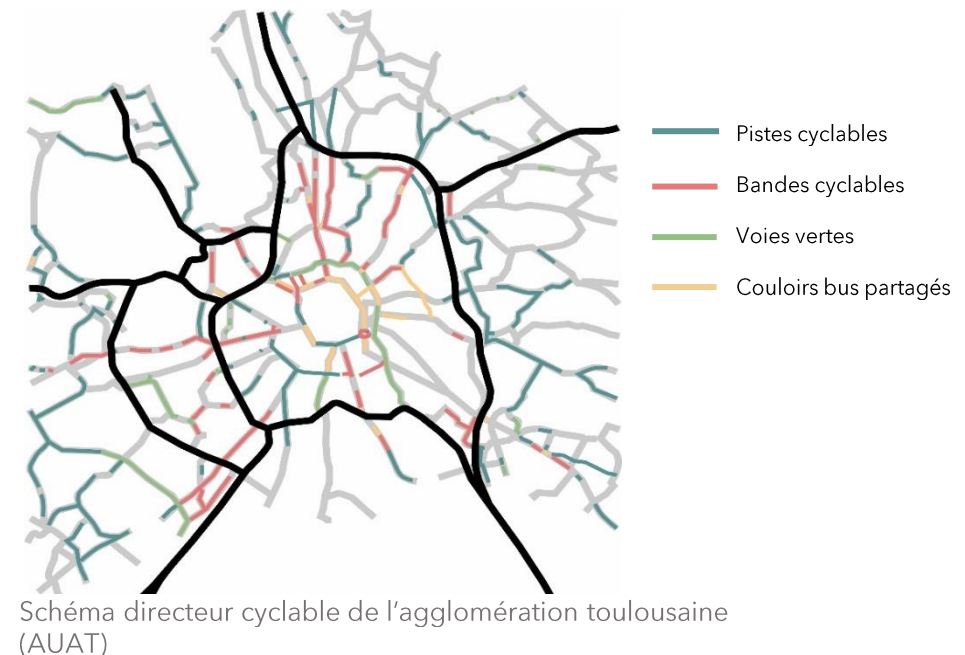 Pistes cyclables
Bandes cyclables
Voies vertes
Couloirs bus partagés
Schéma directeur cyclable de l'agglomération toulousaine
(AUAT)